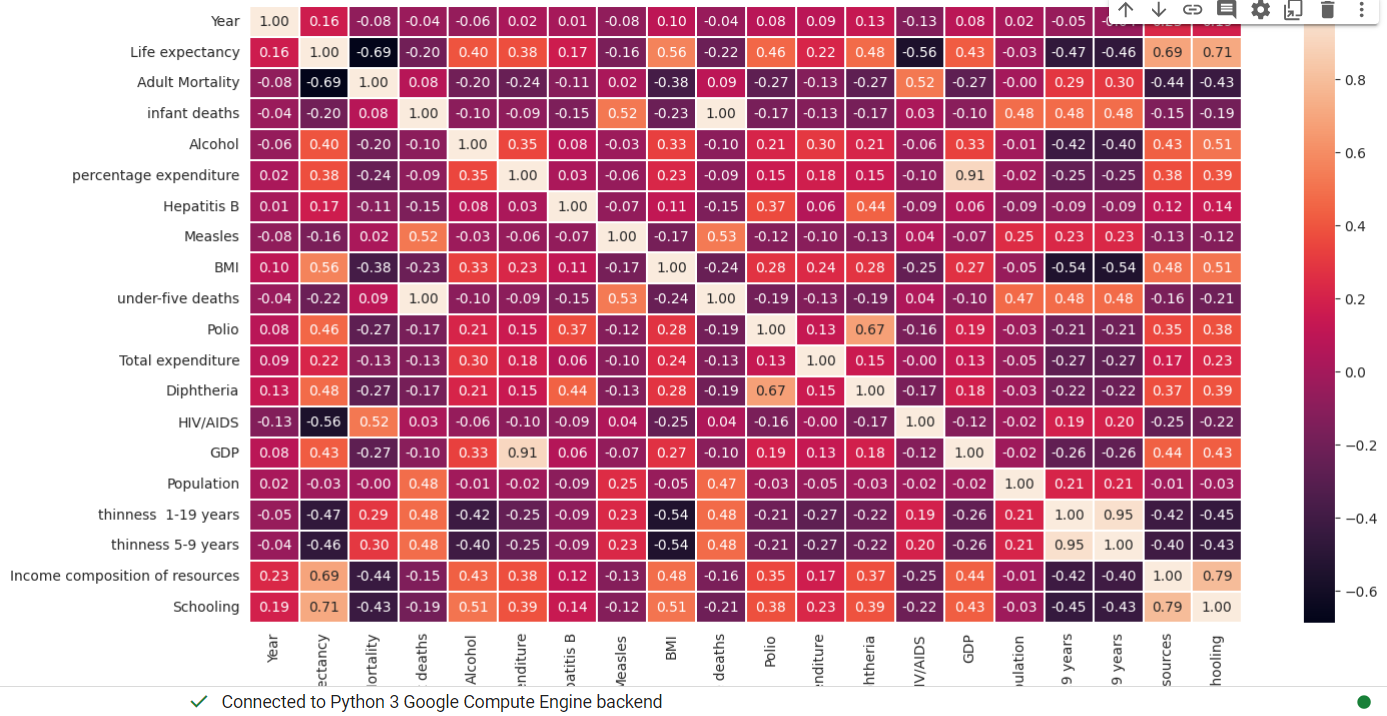 Year 1.00 0.16 -0.08 -0.04 -0.06 0.02 0.01 -0.08 0.10 -0.04 0.08 0.09 0.13 -0.13 0.08 0.02 -0.05
Life expectancy 1.00 -0.69 -0.20 0.40 0.38 0.17 -0.16 0.56 -0.22 0.46 0.22 0.48 -0.56 0.43 -0.03 -0.47 -0.46 0.69 0.71
Adult Mortality -0.08 -0.69 1.00 0.08 -0.20 -0.24 -0.11 0.02 -0.38 0.09 -0.27 -0.13 -0.27 0.52 -0.27 -0.00 0.29 0.30 -0.44 -0.43
0.8
infant deaths -0.04 -0.20 0.08 1.00 -0.10 -0.09 -0.15 0.52 -0.23 1.00 -0.17 -0.13 -0.17 0.03 -0.10 0.48 0.48 0.48 -0.15 -0.19
Alcohol -0.06 0.40 -0.20 -0.10 1.00 0.35 0.08 -0.03 0.33 -0.10 0.21 0.30 0.21 -0.06 0.33 -0.01 -0.42 -0.40 0.43 0.51
0.6
percentage expenditure 0.02 0.38 -0.24 -0.09 0.35 1.00 0.03 -0.06 0.23 -0.09 0.15 0.18 0.15 -0.10 0.91 -0.02 -0.25 -0.25 0.38 0.39
Hepatitis B 0.01 0.17 -0.11 -0.15 0.08 0.03 1.00 -0.07 0.11 -0.15 0.37 0.06 0.44 -0.09 0.06 -0.09 -0.09 -0.09 0.12 0.14
0.4
Measles -0.08 -0.16 0.02 0.52 -0.03 -0.06 -0.07 1.00 -0.17 0.53 -0.12 -0.10 -0.13 0.04 -0.07 0.25 0.23 0.23 -0.13 -0.12
BMI 0.10 0.56 -0.38 -0.23 0.33 0.23 0.11 -0.17 1.00 -0.24 0.28 0.24 0.28 -0.25 0.27 -0.05 -0.54 -0.54 0.48 0.51
under-five deaths -0.04 -0.22 0.09 1.00 -0.10 -0.09 -0.15 0.53 -0.24 1.00 -0.19 -0.13 -0.19 0.04 -0.10 0.47 0.48 0.48 -0.16 -0.21
0.2
Polio 0.08 0.46 -0.27 -0.17 0.21 0.15 0.37 -0.12 0.28 -0.19 1.00 0.13 0.67 -0.16 0.19 -0.03 -0.21 -0.21 0.35 0.38
Total expenditure 0.09 0.22 -0.13 -0.13 0.30 0.18 0.06 -0.10 0.24 -0.13 0.13 1.00 0.15 -0.00 0.13 -0.05 -0.27 -0.27 0.17 0.23
0.0
Diphtheria 0.13 0.48 -0.27 -0.17 0.21 0.15 0.44 -0.13 0.28 -0.19 0.67 0.15 1.00 -0.17 0.18 -0.03 -0.22 -0.22 0.37 0.39
HIV/AIDS -0.13 -0.56 0.52 0.03 -0.06 -0.10 -0.09 0.04 -0.25 0.04 -0.16 -0.00 -0.17 1.00 -0.12 -0.02 0.19 0.20 -0.25 -0.22
−0.2
GDP 0.08 0.43 -0.27 -0.10 0.33 0.91 0.06 -0.07 0.27 -0.10 0.19 0.13 0.18 -0.12 1.00 -0.02 -0.26 -0.26 0.44 0.43
Population 0.02 -0.03 -0.00 0.48 -0.01 -0.02 -0.09 0.25 -0.05 0.47 -0.03 -0.05 -0.03 -0.02 -0.02 1.00 0.21 0.21 -0.01 -0.03
thinness 1-19 years -0.05 -0.47 0.29 0.48 -0.42 -0.25 -0.09 0.23 -0.54 0.48 -0.21 -0.27 -0.22 0.19 -0.26 0.21 1.00 0.95 -0.42 -0.45
−0.4
thinness 5-9 years -0.04 -0.46 0.30 0.48 -0.40 -0.25 -0.09 0.23 -0.54 0.48 -0.21 -0.27 -0.22 0.20 -0.26 0.21 0.95 1.00 -0.40 -0.43
Income composition of resources 0.23 0.69 -0.44 -0.15 0.43 0.38 0.12 -0.13 0.48 -0.16 0.35 0.17 0.37 -0.25 0.44 -0.01 -0.42 -0.40 1.00 0.79
−0.6
Schooling 0.19 0.71 -0.43 -0.19 0.51 0.39 0.14 -0.12 0.51 -0.21 0.38 0.23 0.39 -0.22 0.43 -0.03 -0.45 -0.43 0.79 1.00
Year
ectancy
lortality
deaths
Alcohol
nditure
patitis B
Measles
BMI
deaths
Polio
nditure
htheria
IV/AIDS
GDP
ulation
9 years
9 years
sources
hooling
Connected to Python 3 Google Compute Engine backend